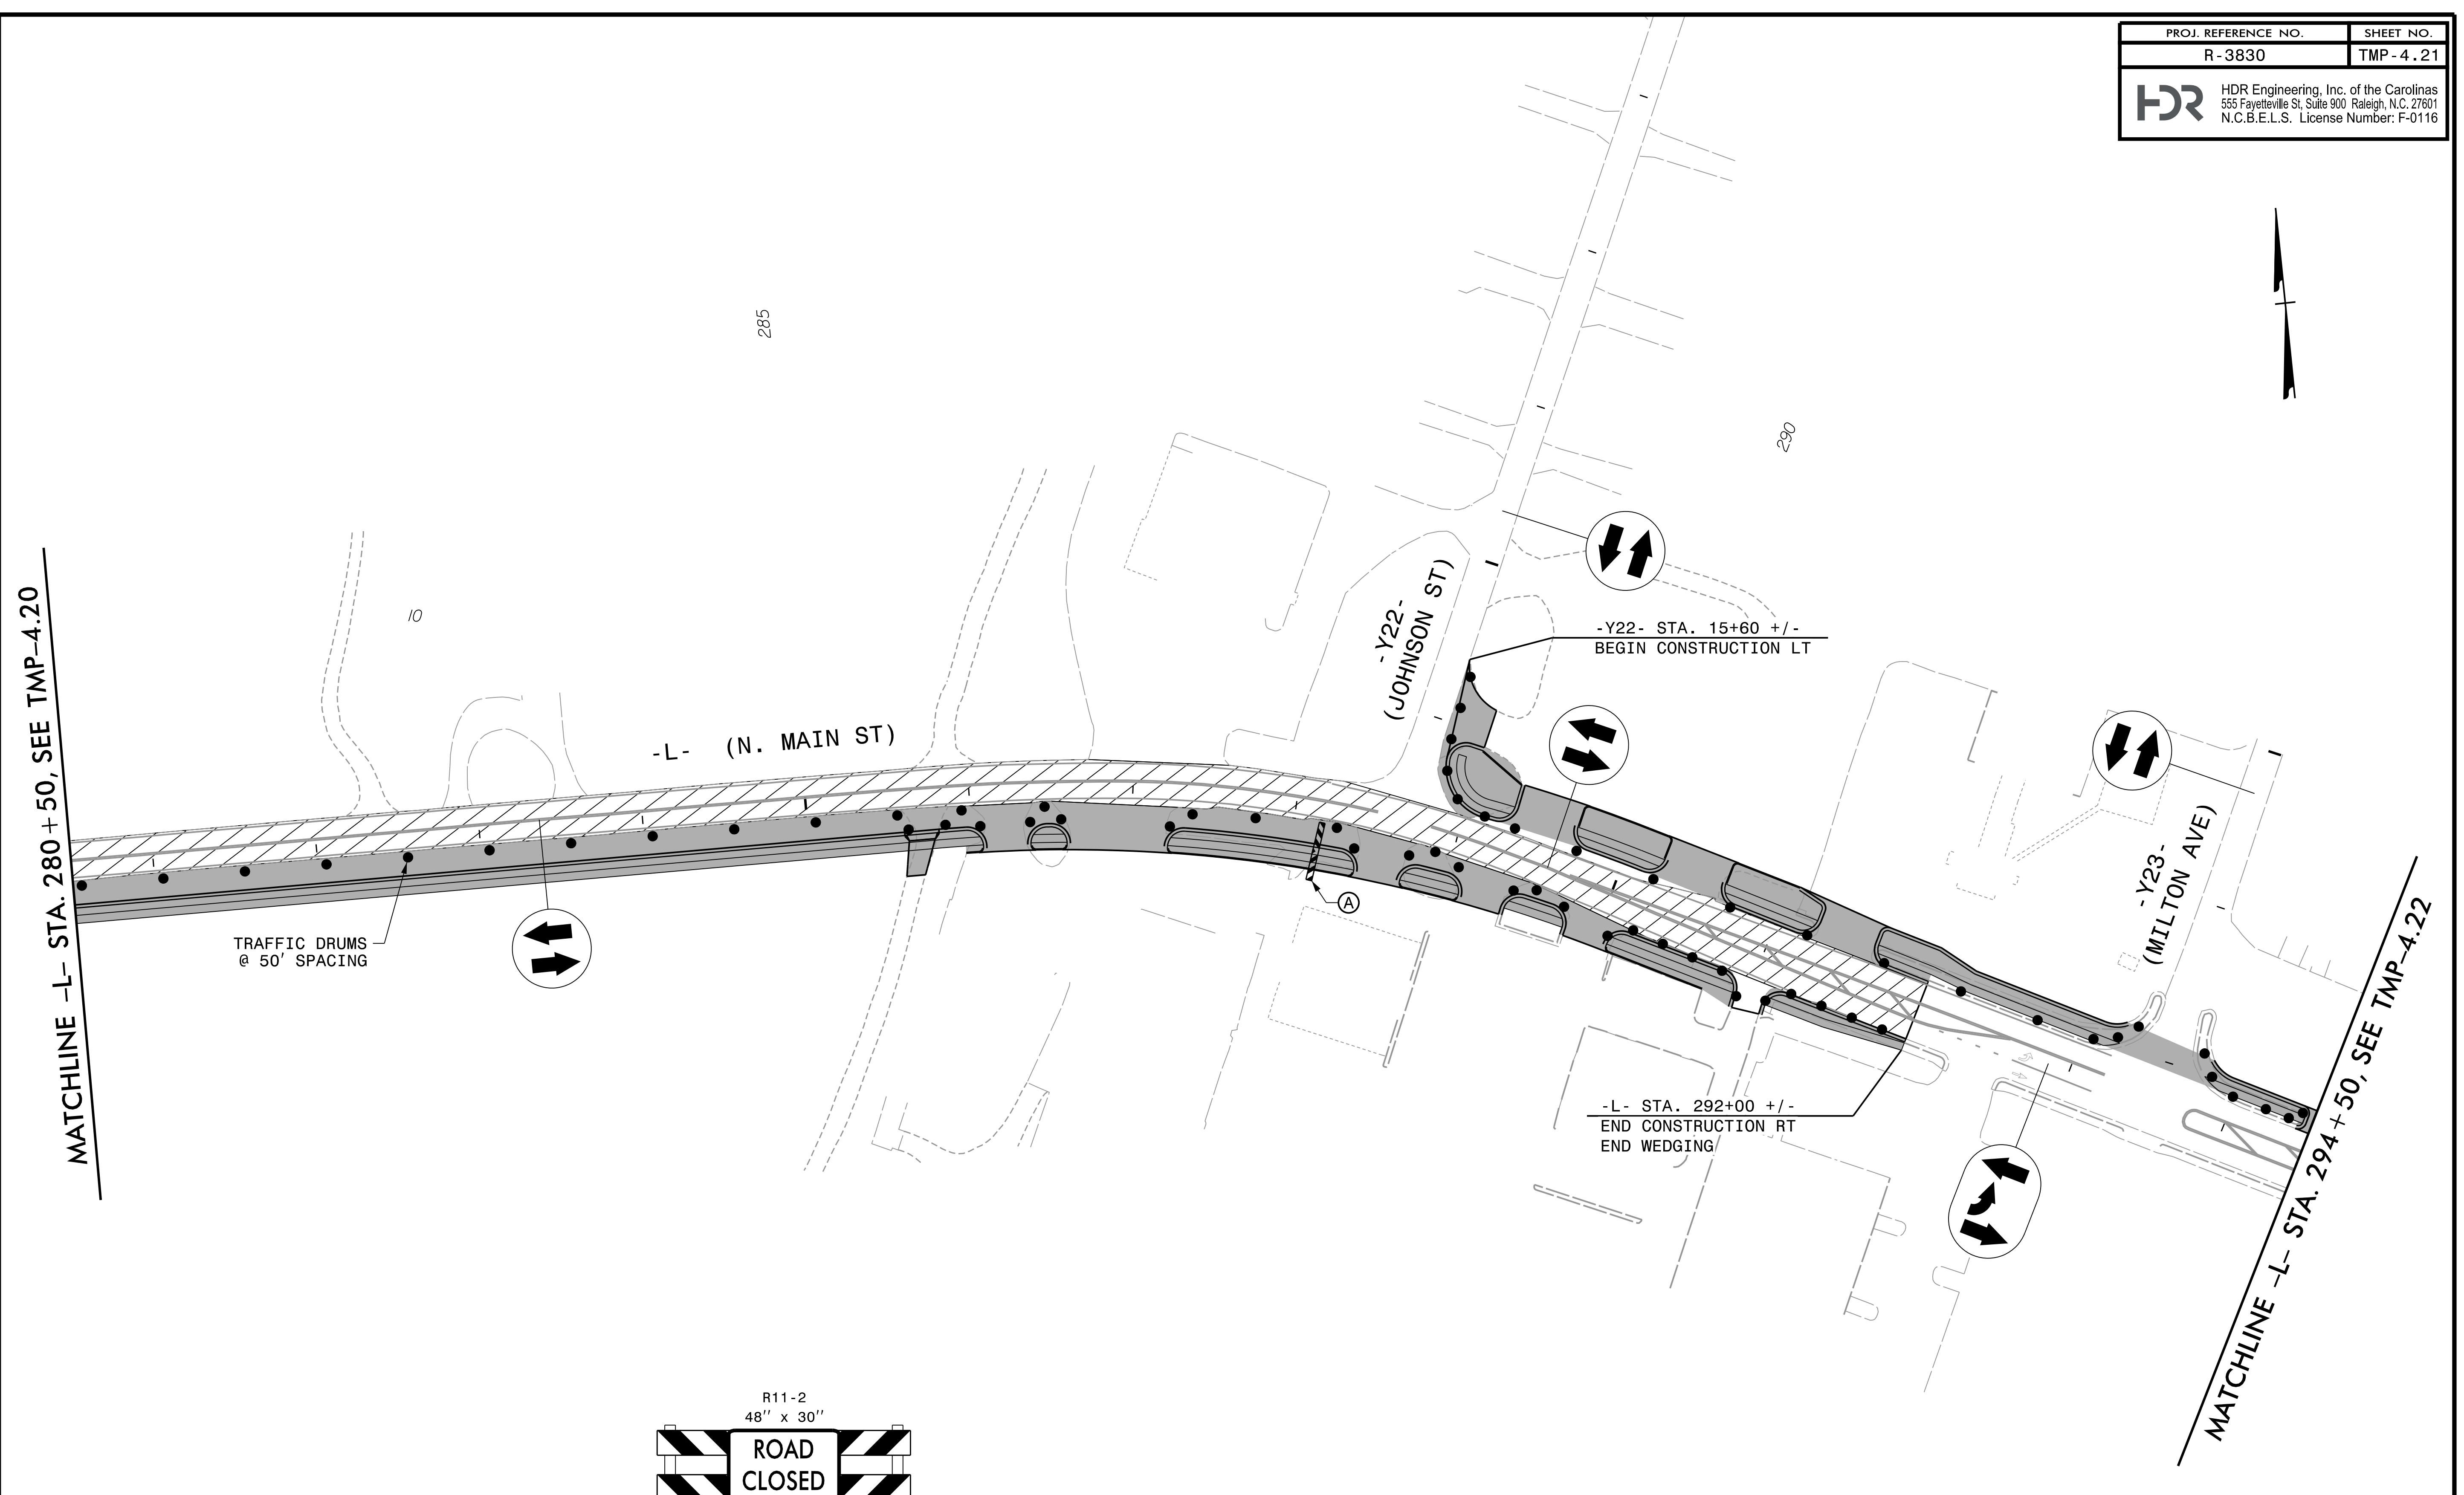 PROJ. REFERENCE NO.
SHEET NO.
R-3830
TMP-4.21
HDR
HDR Engineering, Inc. of the Carolinas
555 Fayetteville St, Suite 900 Raleigh, N.C. 27601
N.C.B.E.L.S. License Number: F-0116
285
290
10
MATCHLINE -L- STA. 280+50, SEE TMP-4.20
-L- (N. MAIN ST)
-Y22-
(JOHNSON ST)
-Y22- STA. 15+60 +/-
BEGIN CONSTRUCTION LT
-Y23-
(MILTON AVE)
TRAFFIC DRUMS
@ 50' SPACING
A
-L- STA. 292+00 +/-
END CONSTRUCTION RT
END WEDGING
MATCHLINE -L- STA. 294+50, SEE TMP-4.22
R11-2
48'' x 30''
ROAD
CLOSED